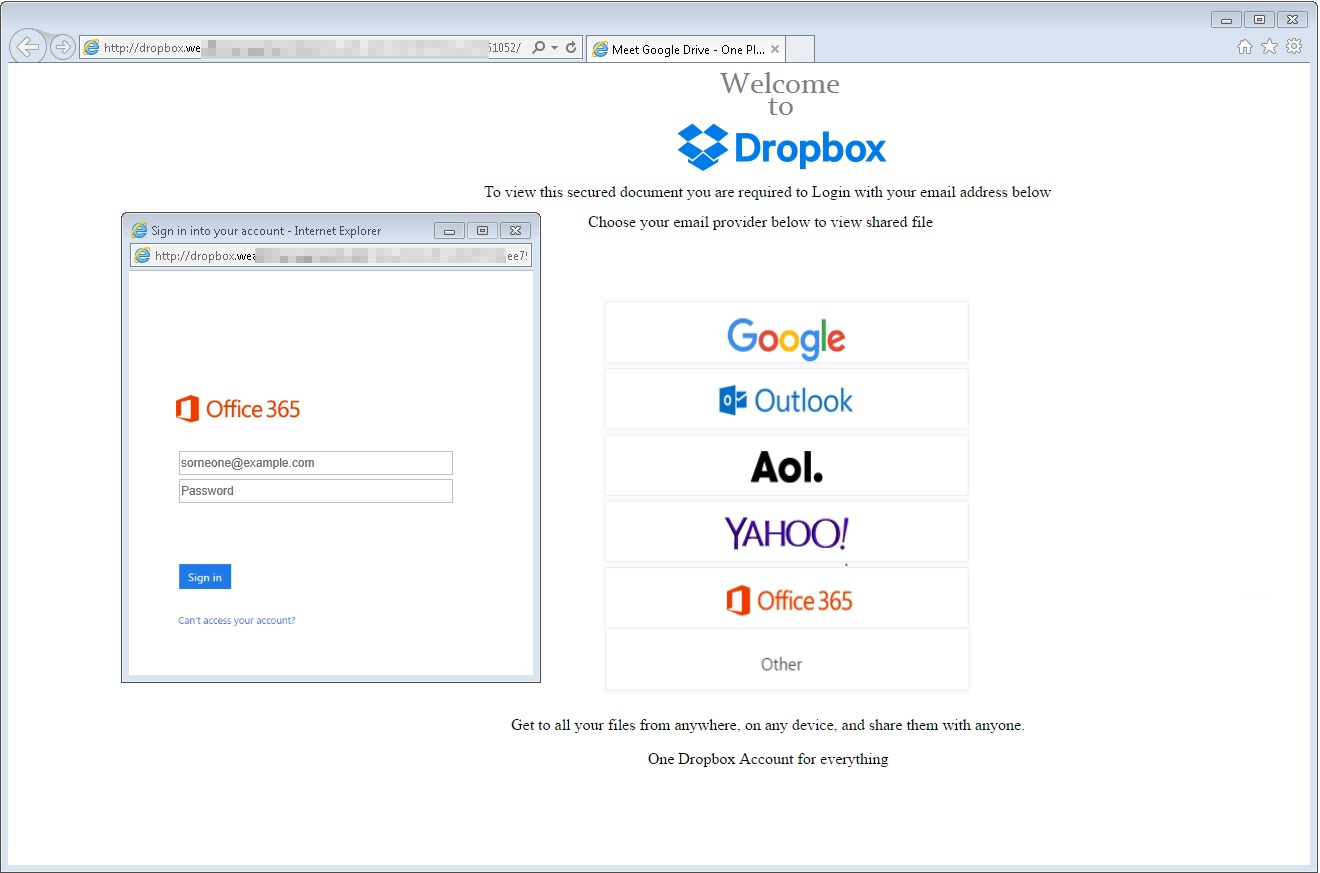 http://dropbox.we 51052/
Meet Google Drive - One Pl...
Welcome
to
Dropbox
To view this secured document you are required to Login with your email address below
Choose your email provider below to view shared file
Sign in into your account - Internet Explorer
http://dropbox.wea ee7
Office 365
someone@example.com
Password
Sign in
Can't access your account?
Google
Outlook
Aol.
YAHOO!
Office 365
Other
Get to all your files from anywhere, on any device, and share them with anyone.
One Dropbox Account for everything